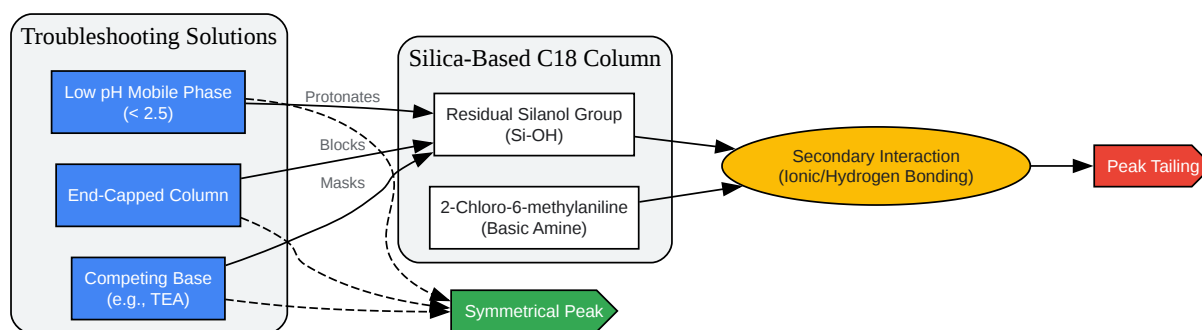 Troubleshooting Solutions
Low pH Mobile Phase
(< 2.5)
End-Capped Column
Competing Base
(e.g., TEA)
Protonates
Blocks
Masks
Silica-Based C18 Column
Residual Silanol Group
(Si-OH)
2-Chloro-6-methylaniline
(Basic Amine)
Secondary Interaction
(Ionic/Hydrogen Bonding)
Peak Tailing
Symmetrical Peak